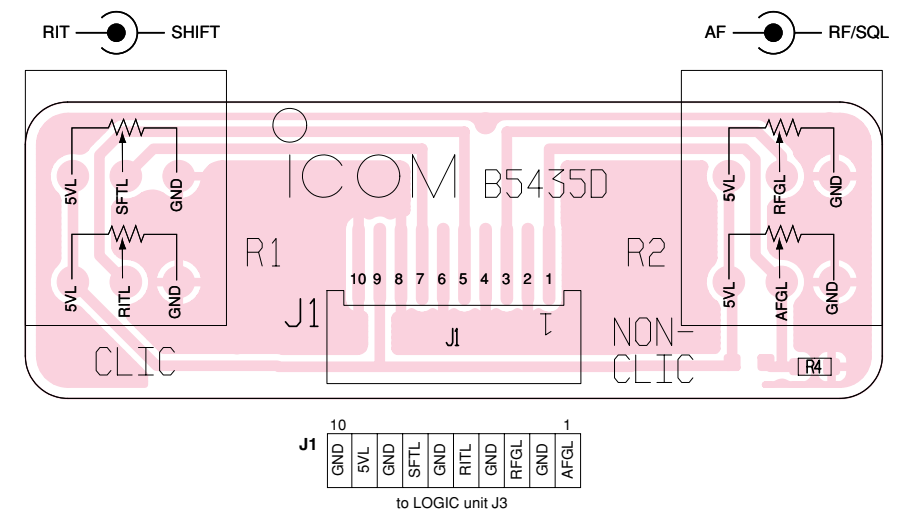 RIT SHIFT AF RF/SQL
5VL SFTL GND 5VL RFGL GND
ICOM B5435D
R1 R2
5VL RITL GND 5VL AFGL GND
10 9 8 7 6 5 4 3 2 1
J1 J1 1 NON-
CLIC CLIC R4
10 1
J1 GND 5VL GND SFTL GND RITL GND RFGL GND AFGL
to LOGIC unit J3